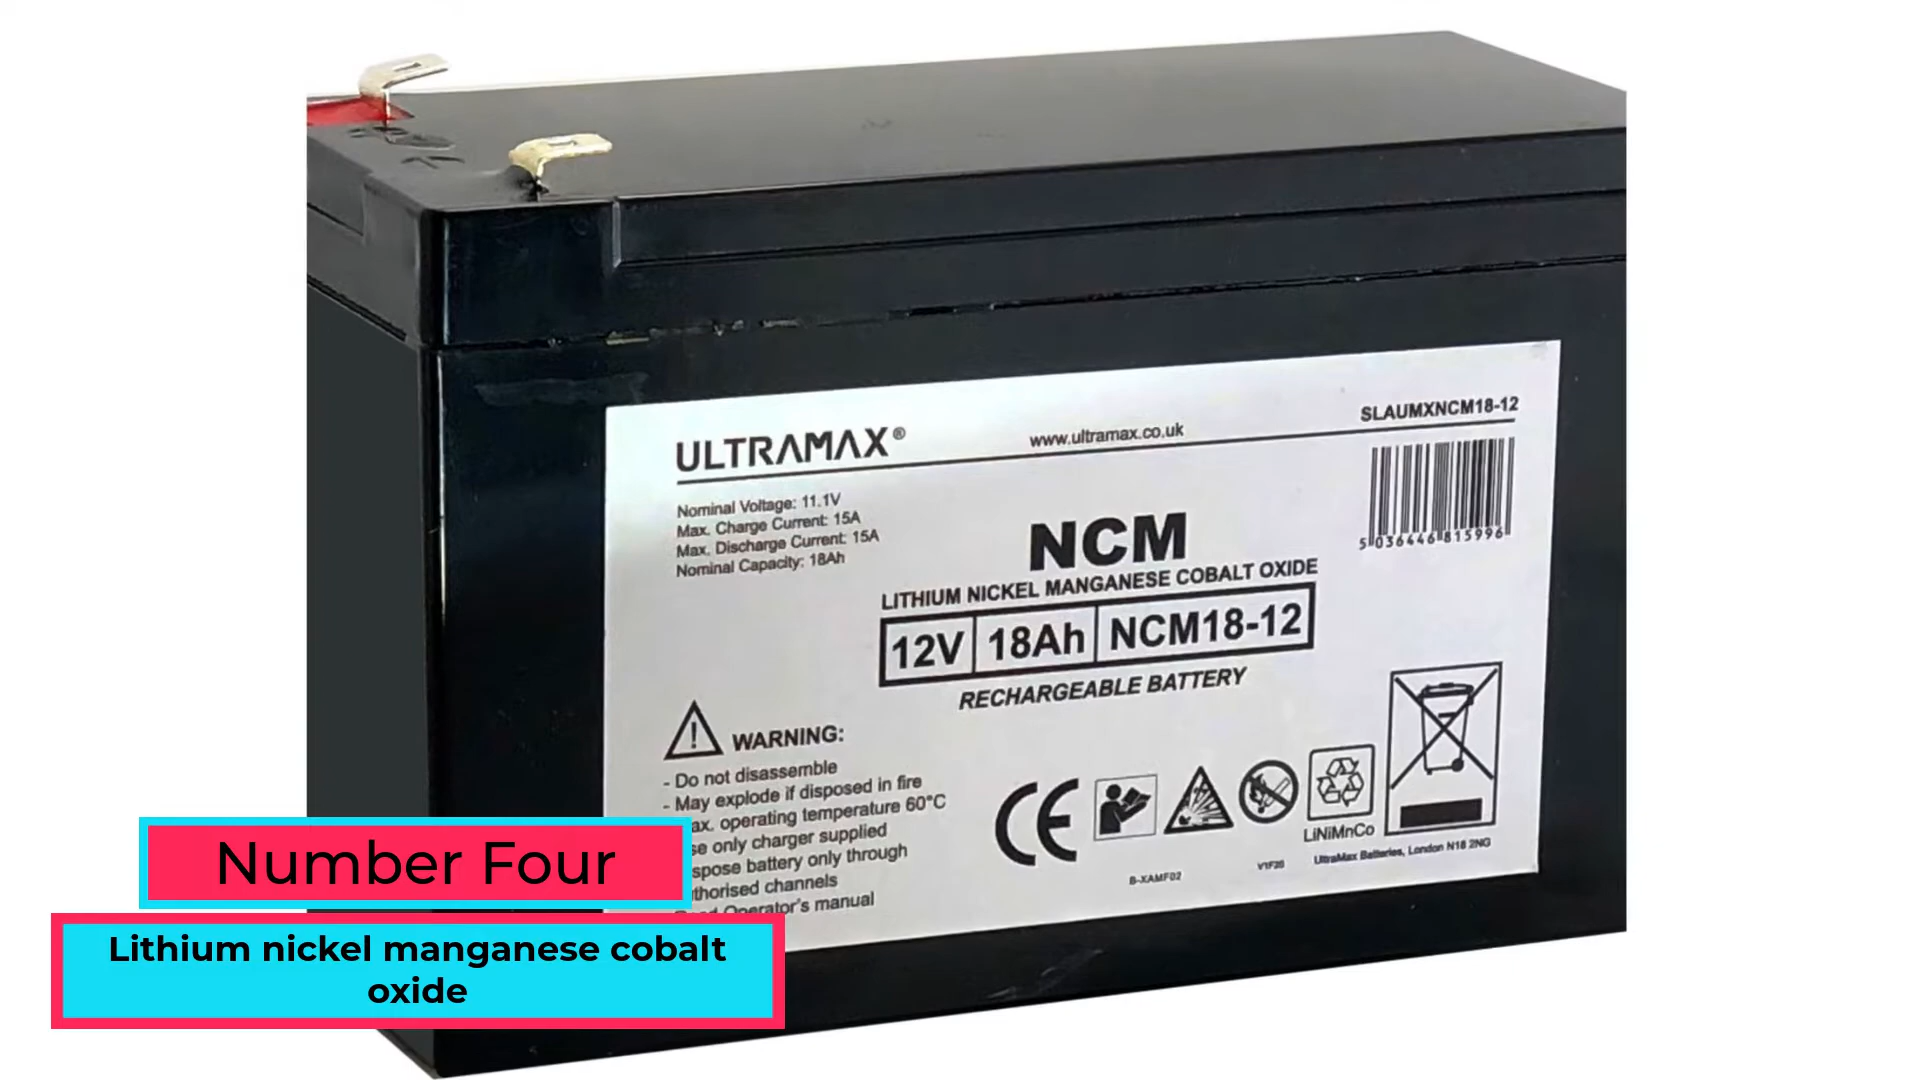 ULTRAMAX®
www.ultramax.co.uk
SLAUMXNCM18-12
Nominal Voltage: 11.1V
Max. Charge Current: 15A
Max. Discharge Current: 15A
Nominal Capacity: 18Ah
5 036446 815996
NCM
LITHIUM NICKEL MANGANESE COBALT OXIDE
12V 18Ah NCM18-12
RECHARGEABLE BATTERY
WARNING:
- Do not disassemble
- May explode if disposed in fire
ax. operating temperature 60°C
se only charger supplied
spose battery only through
uthorised channels
Operator's manual
CE
LiNiMnCo
UltraMax Batteries, London N18 2NG
B-XAMF02
V1F20
Number Four
Lithium nickel manganese cobalt
oxide